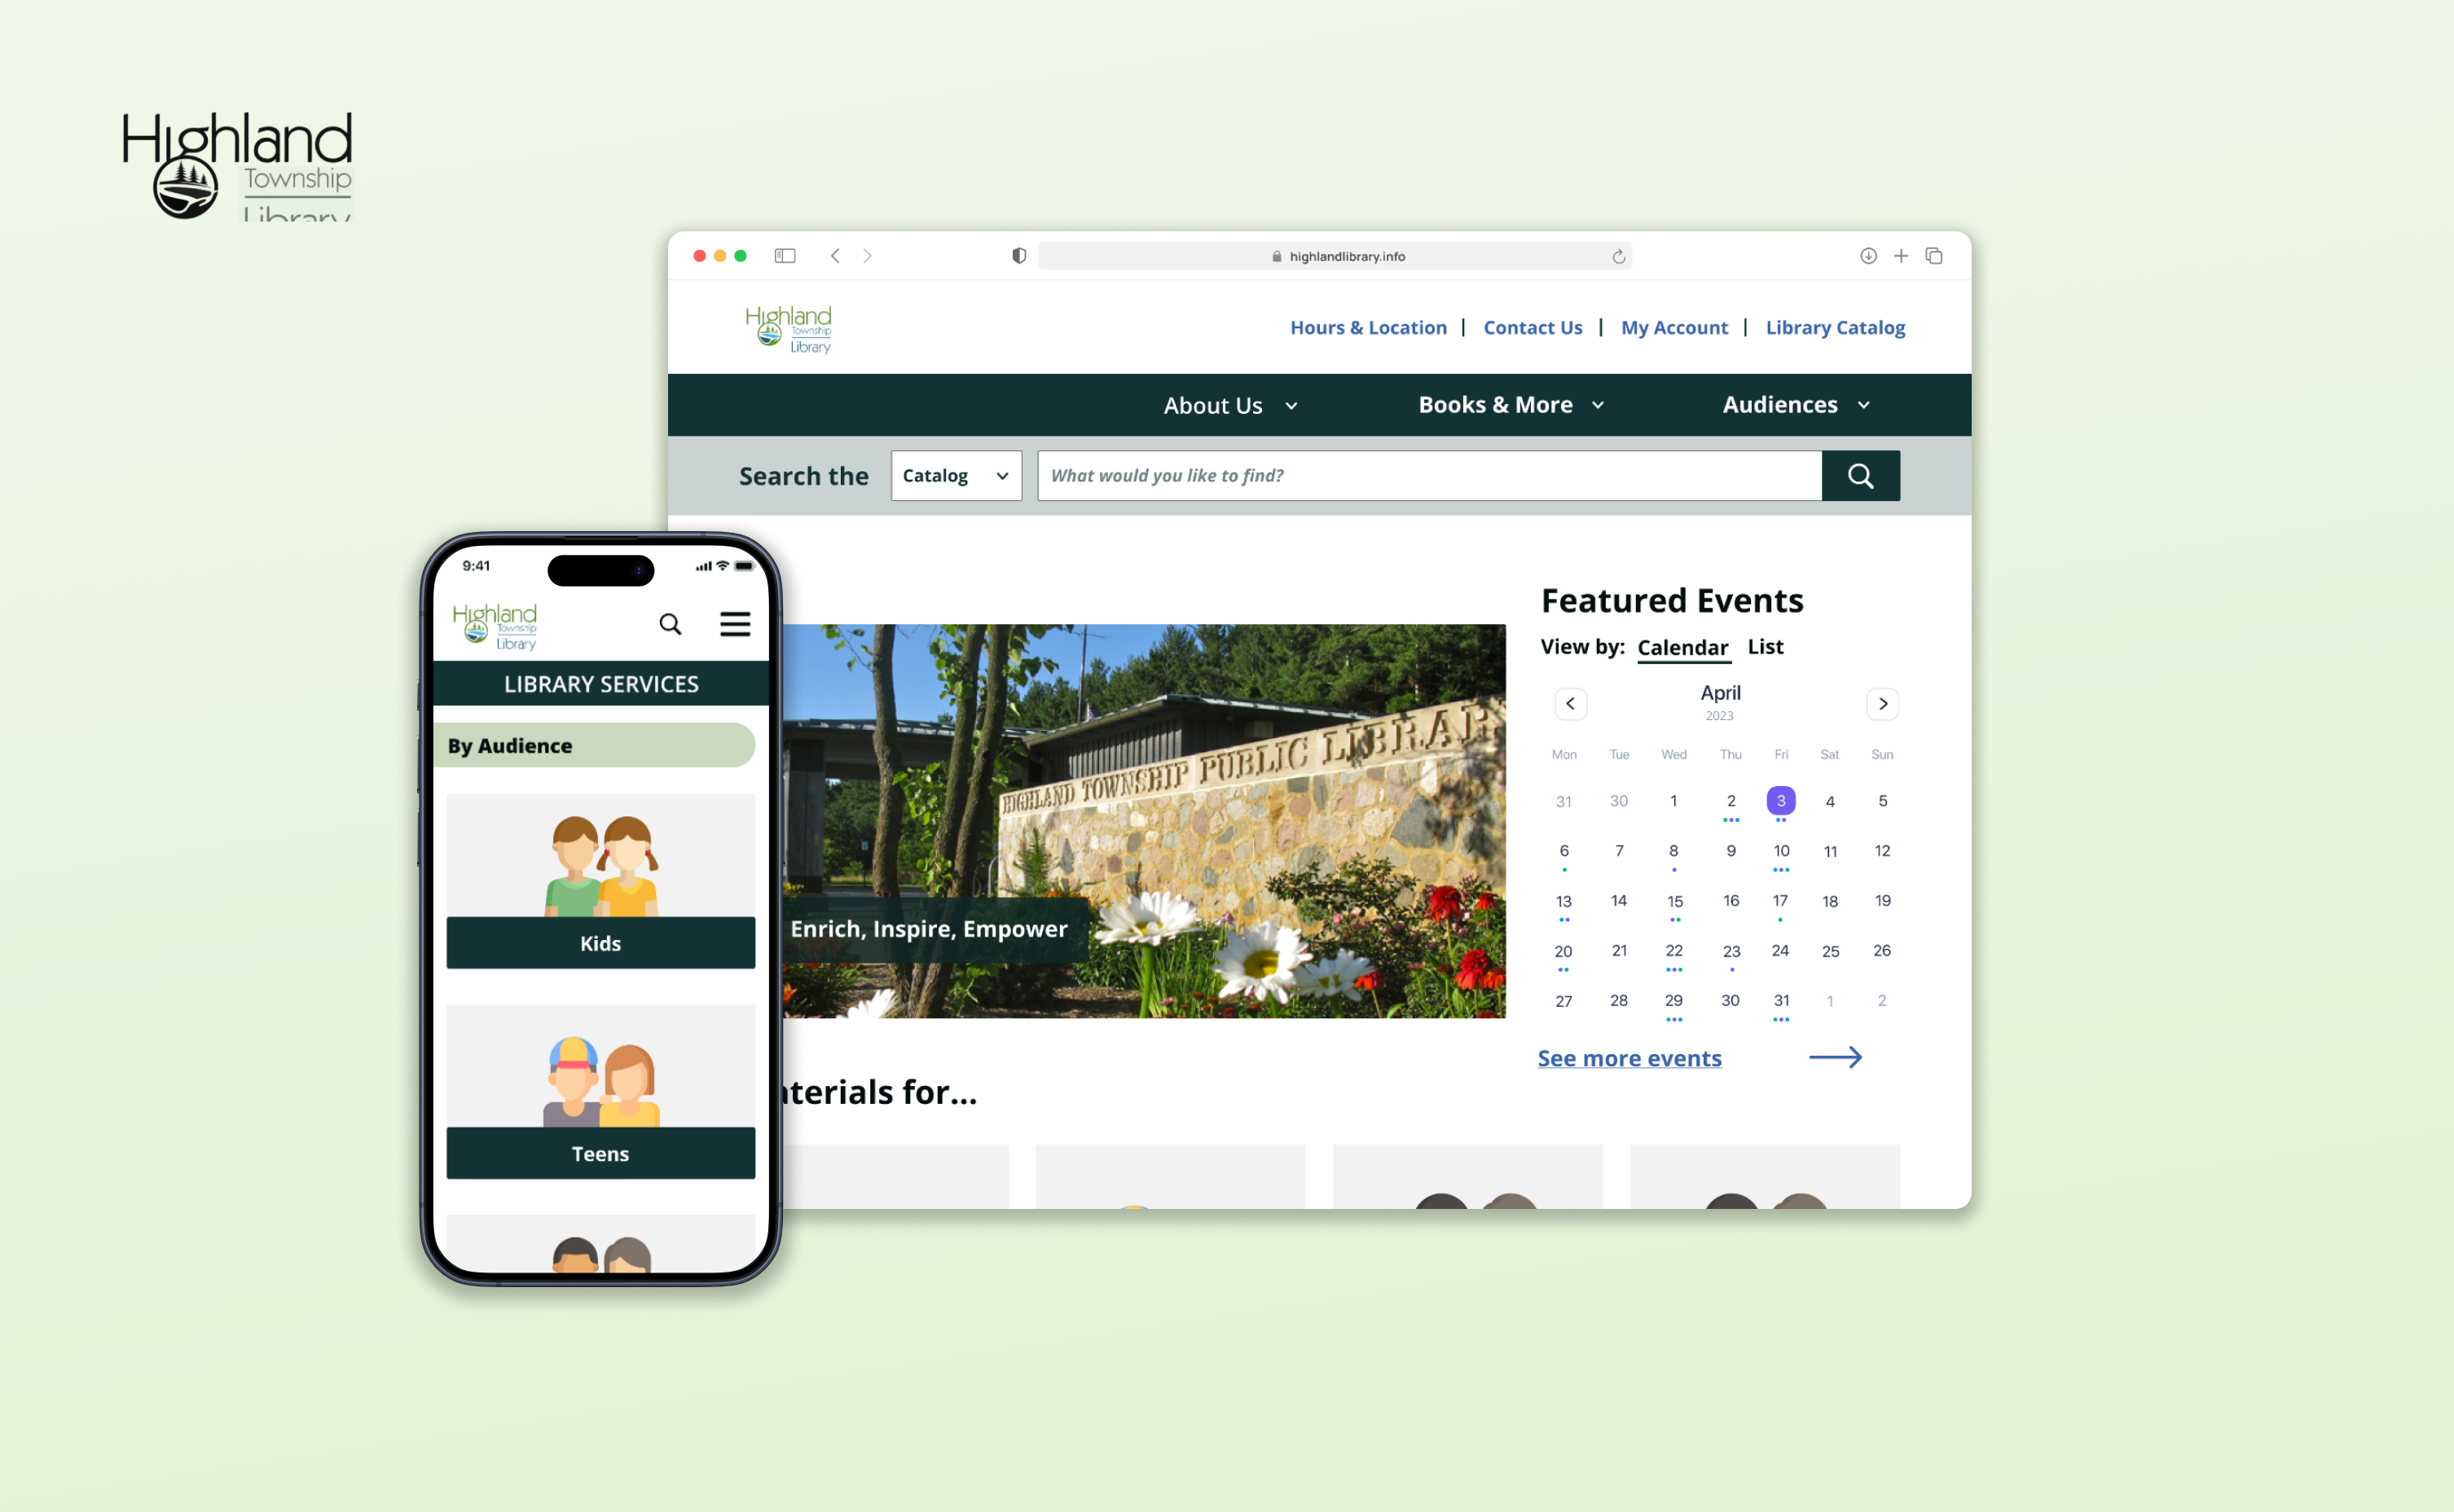 Highland
Township
Library
highlandlibrary.info
Highland
Township
Library
Hours & Location | Contact Us | My Account | Library Catalog
About Us
Books & More
Audiences
Search the
Catalog
What would you like to find?
9:41
Highland
Township
Library
LIBRARY SERVICES
By Audience
Kids
Teens
HIGHLAND TOWNSHIP PUBLIC LIBRAR
Enrich, Inspire, Empower
Featured Events
View by: Calendar List
April
2023
Mon Tue Wed Thu Fri Sat Sun
31 30 1 2 3 4 5
6 7 8 9 10 11 12
13 14 15 16 17 18 19
20 21 22 23 24 25 26
27 28 29 30 31 1 2
See more events
aterials for...